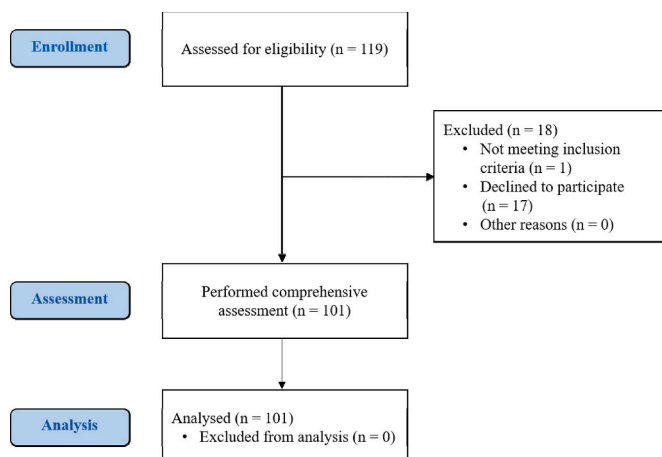 Enrollment
Assessed for eligibility (n = 119)
Excluded (n = 18)
• Not meeting inclusion
criteria (n = 1)
• Declined to participate
(n = 17)
• Other reasons (n = 0)
Assessment
Performed comprehensive
assessment (n = 101)
Analysis
Analysed (n = 101)
• Excluded from analysis (n = 0)